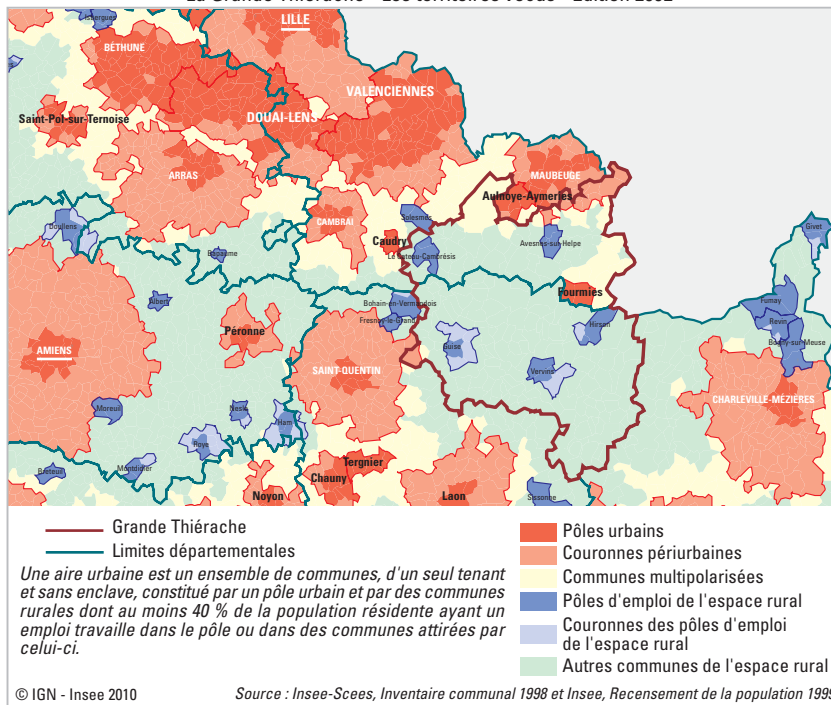 Isbergues
LILLE
BÉTHUNE
VALENCIENNES
Saint-Pol-sur-Ternoise
DOUAI-LENS
MAUBEUGE
ARRAS
Aulnoye-Aymeries
CAMBRAI
Solesmes
Doullens
Givet
Caudry
Avesnes-sur-Helpe
Bapaume
Le Cateau-Cambrésis
Fourmies
Fumay
Albert
Bohain-en-Vermandois
Revin
Fresnoy-le-Grand
Hirson
Péronne
Bogny-sur-Meuse
Guise
AMIENS
SAINT-QUENTIN
Vervins
CHARLEVILLE-MÉZIÈRES
Moreuil
Nesle
Ham
Roye
Tergnier
Breteuil
Montdidier
Chauny
Noyon
Laon
Sissonne
Grande Thiérache
Limites départementales
Une aire urbaine est un ensemble de communes, d'un seul tenant
et sans enclave, constitué par un pôle urbain et par des communes
rurales dont au moins 40 % de la population résidente ayant un
emploi travaille dans le pôle ou dans des communes attirées par
celui-ci.
Pôles urbains
Couronnes périurbaines
Communes multipolarisées
Pôles d'emploi de l'espace rural
Couronnes des pôles d'emploi
de l'espace rural
Autres communes de l'espace rural
© IGN - Insee 2010
Source : Insee-Scees, Inventaire communal 1998 et Insee, Recensement de la population 1999